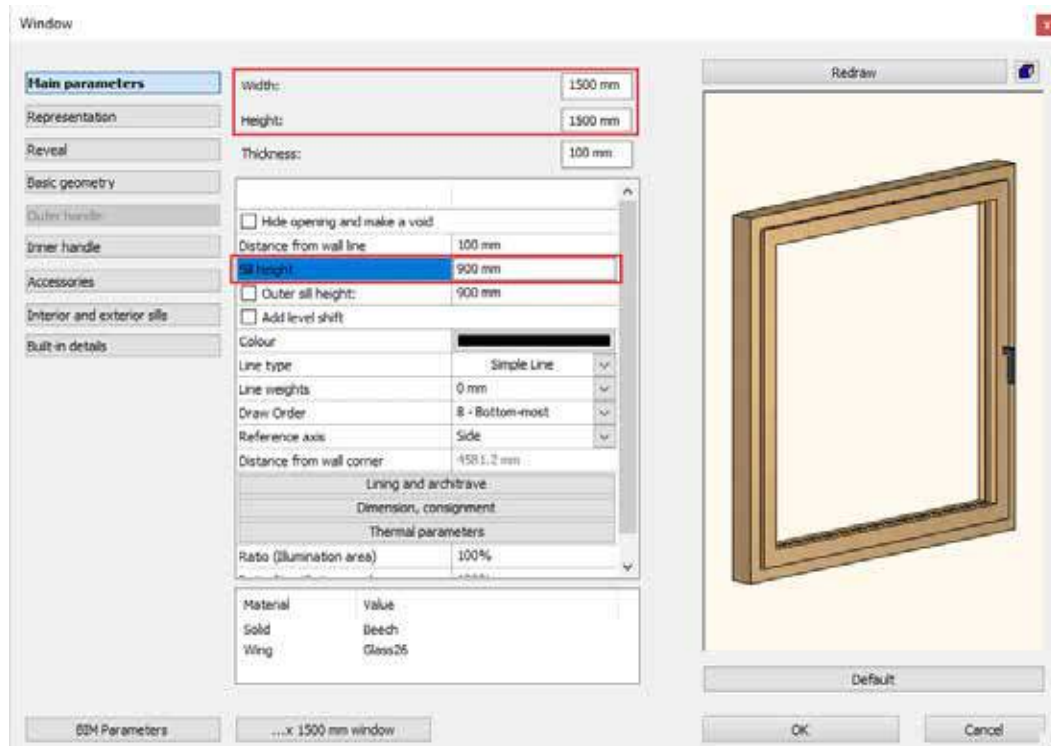 Window
x
Main parameters
Representation
Reveal
Basic geometry
Outer handle
Inner handle
Accessories
Interior and exterior sills
Built-in details
Width: 1500 mm
Height: 1500 mm
Thickness: 100 mm
Hide opening and make a void
Distance from wall line 100 mm
Sill height 900 mm
Outer sill height: 900 mm
Add level shift
Colour
Line type Simple Line
Line weights 0 mm
Draw Order 8 - Bottom-most
Reference axis Side
Distance from wall corner 4581.2 mm
Lining and architrave
Dimension, consignment
Thermal parameters
Ratio (Illumination area) 100%
Material Value
Solid Beech
Wing Glass26
Redraw
Default
BIM Parameters
...x 1500 mm window
OK
Cancel